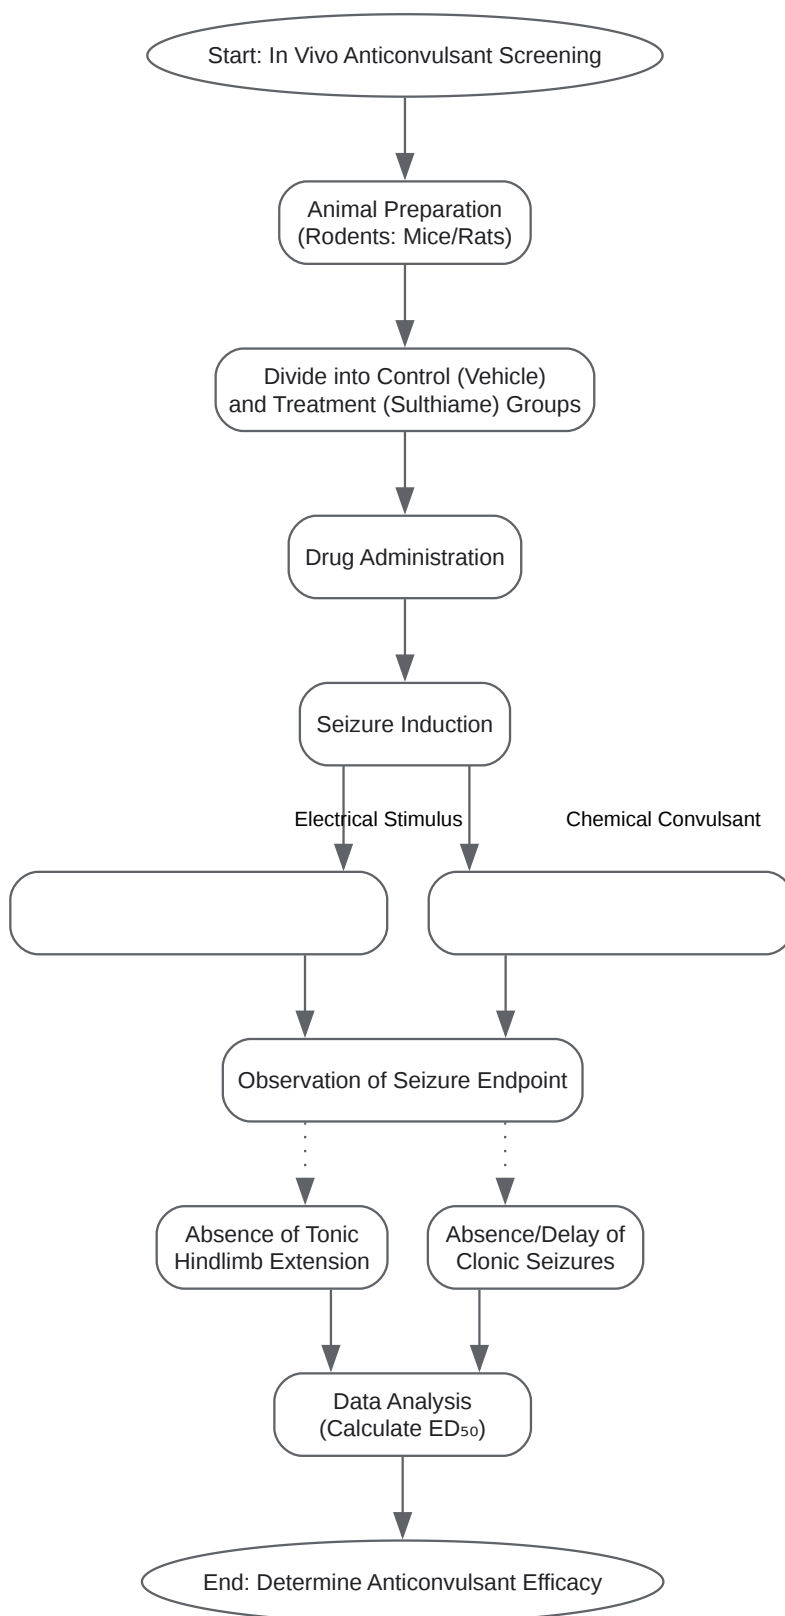 Start: In Vivo Anticonvulsant Screening
Animal Preparation
(Rodents: Mice/Rats)
Divide into Control (Vehicle)
and Treatment (Sulthiame) Groups
Drug Administration
Seizure Induction
Electrical Stimulus
Chemical Convulsant
Observation of Seizure Endpoint
Absence of Tonic
Hindlimb Extension
Absence/Delay of
Clonic Seizures
Data Analysis
(Calculate ED₅₀)
End: Determine Anticonvulsant Efficacy